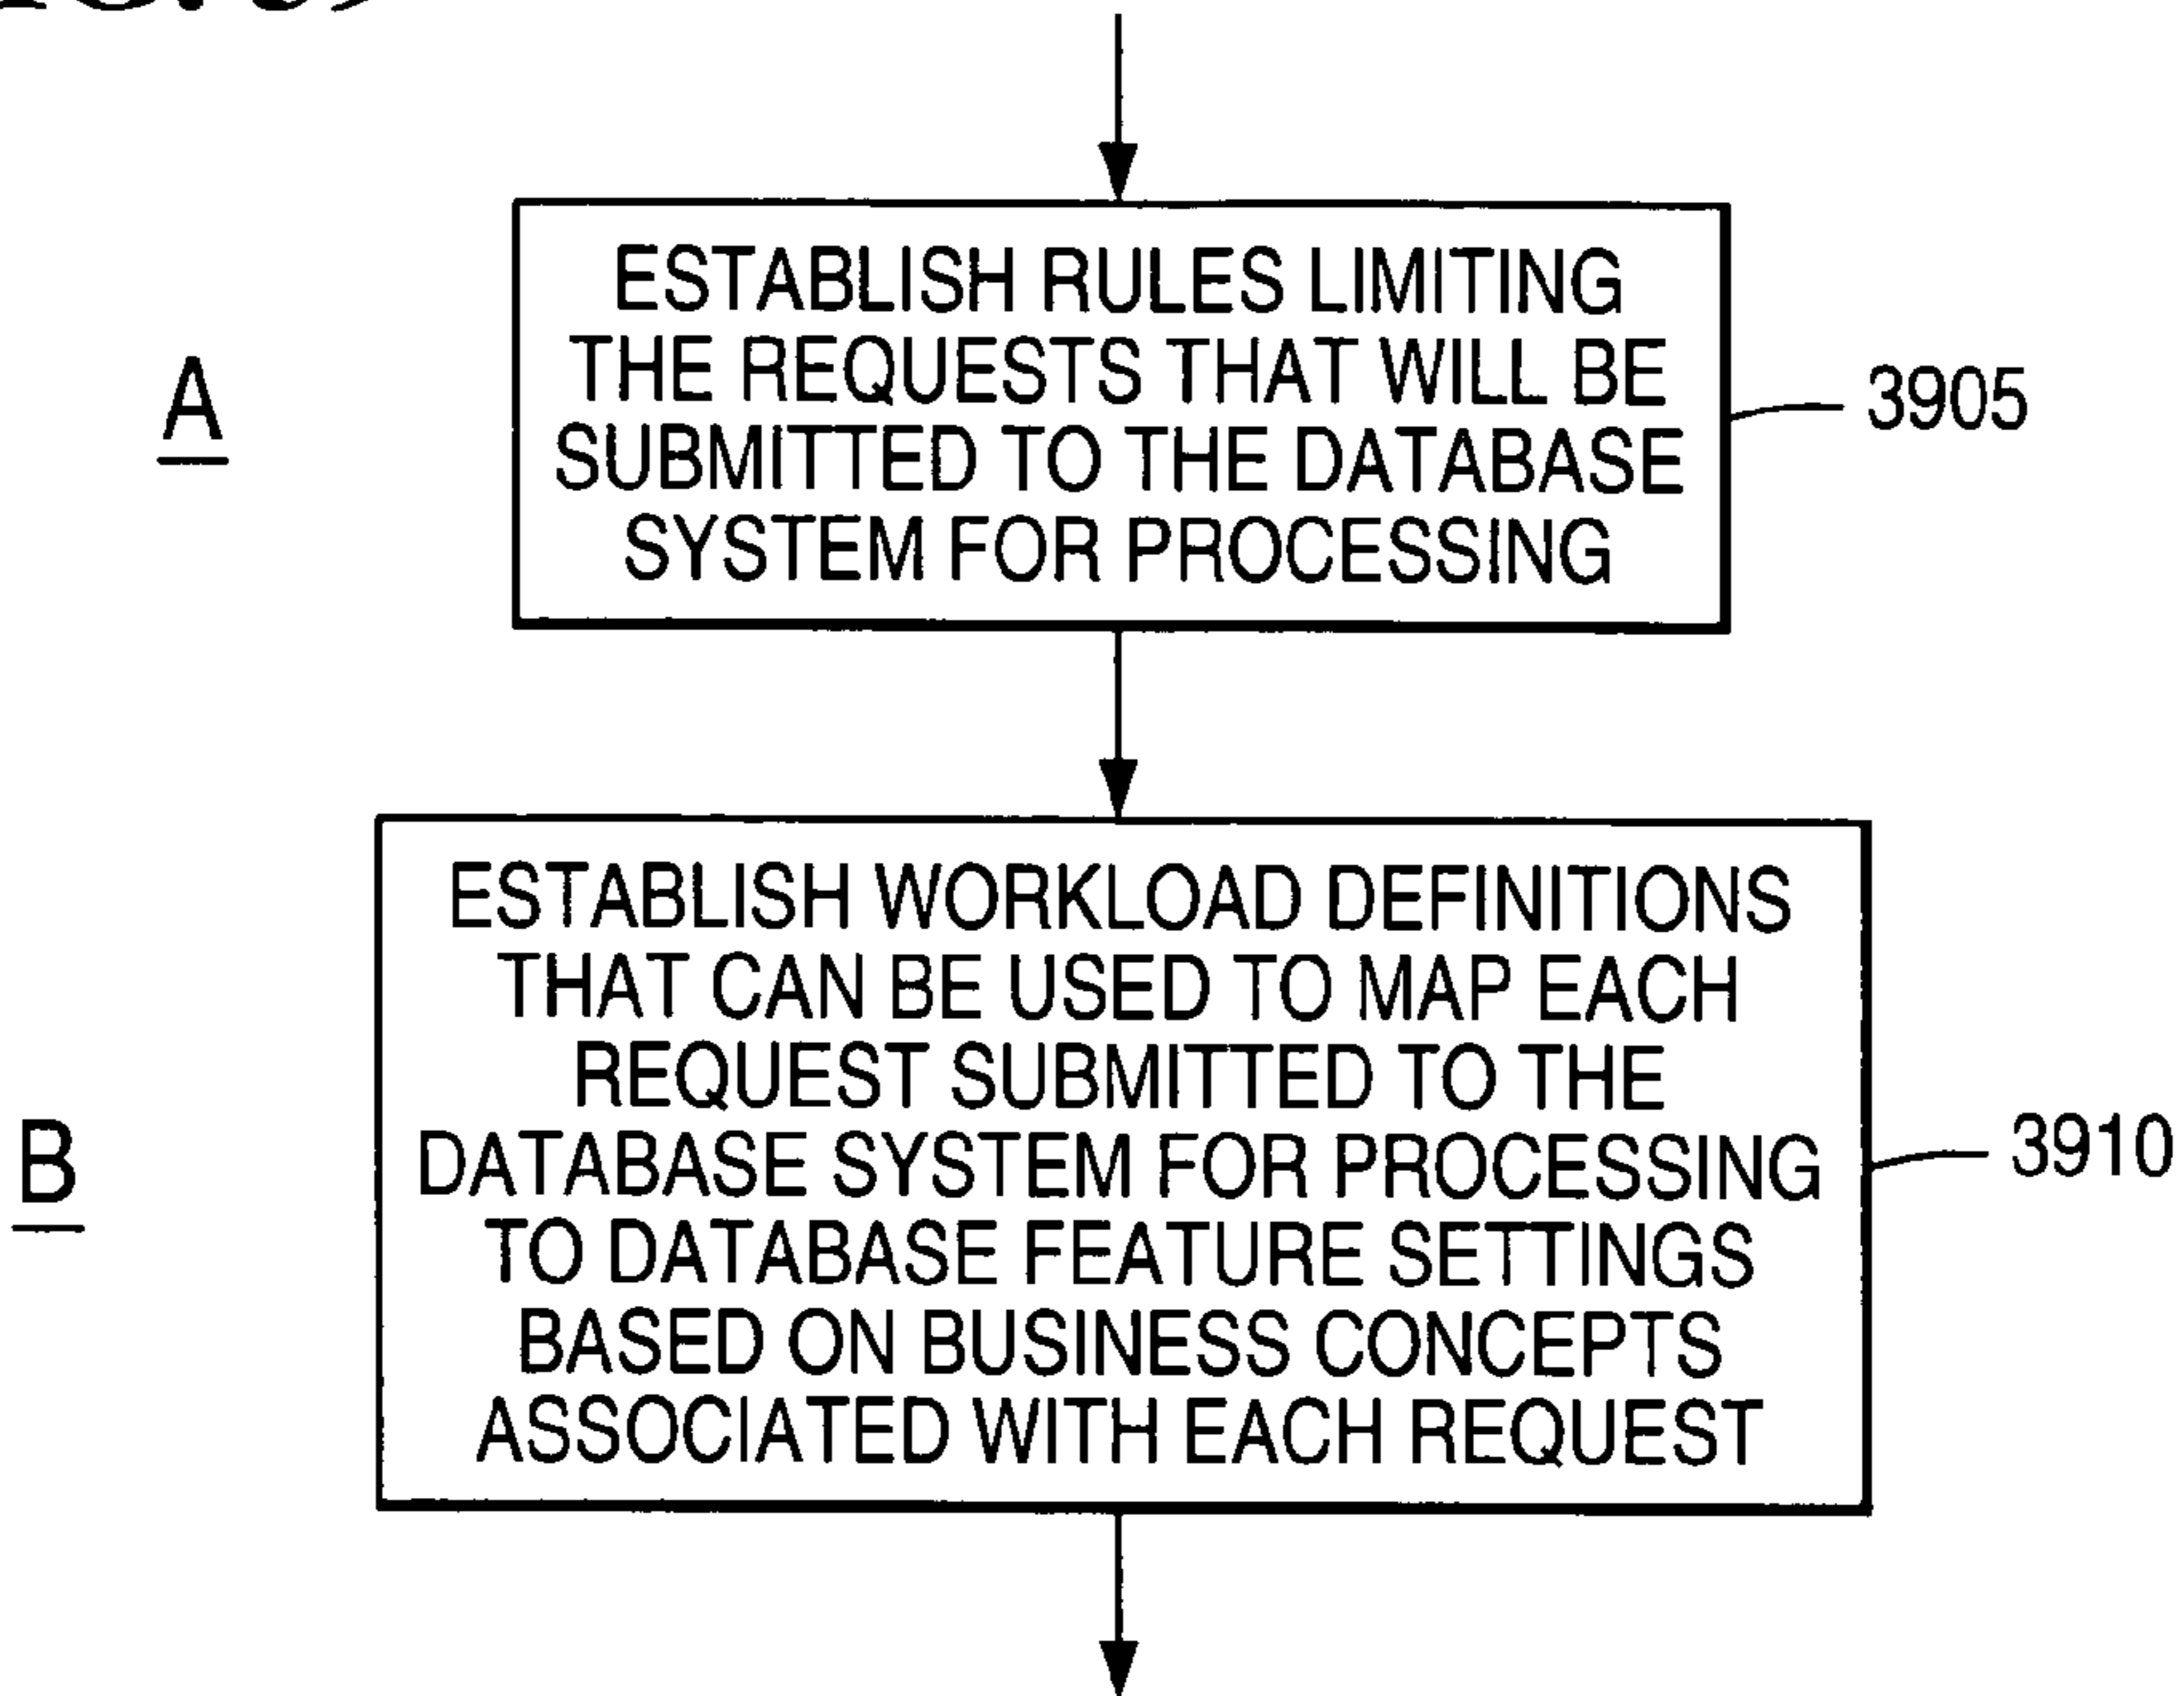 A
ESTABLISH RULES LIMITING
THE REQUESTS THAT WILL BE
SUBMITTED TO THE DATABASE
SYSTEM FOR PROCESSING
3905
B
ESTABLISH WORKLOAD DEFINITIONS
THAT CAN BE USED TO MAP EACH
REQUEST SUBMITTED TO THE
DATABASE SYSTEM FOR PROCESSING
TO DATABASE FEATURE SETTINGS
BASED ON BUSINESS CONCEPTS
ASSOCIATED WITH EACH REQUEST
3910